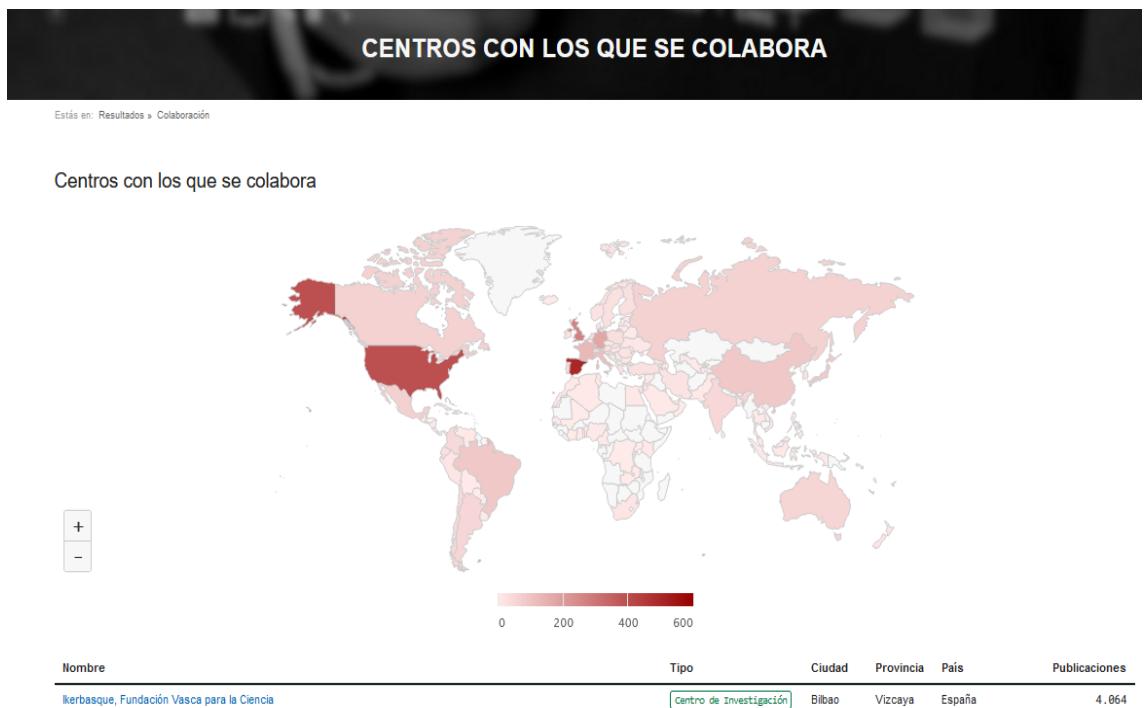 CENTROS CON LOS QUE SE COLABORA
Estás en: Resultados » Colaboración
Centros con los que se colabora
+
−
0 200 400 600
Nombre Tipo Ciudad Provincia País Publicaciones
Ikerbasque, Fundación Vasca para la Ciencia Centro de Investigación Bilbao Vizcaya España 4.064